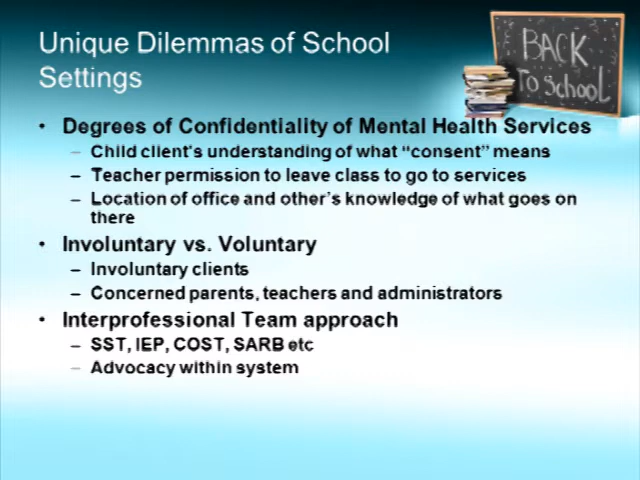 Unique Dilemmas of School
Settings
BACK
To School
• Degrees of Confidentiality of Mental Health Services
– Child client's understanding of what “consent” means
– Teacher permission to leave class to go to services
– Location of office and other's knowledge of what goes on
there
• Involuntary vs. Voluntary
– Involuntary clients
– Concerned parents, teachers and administrators
• Interprofessional Team approach
– SST, IEP, COST, SARB etc
– Advocacy within system